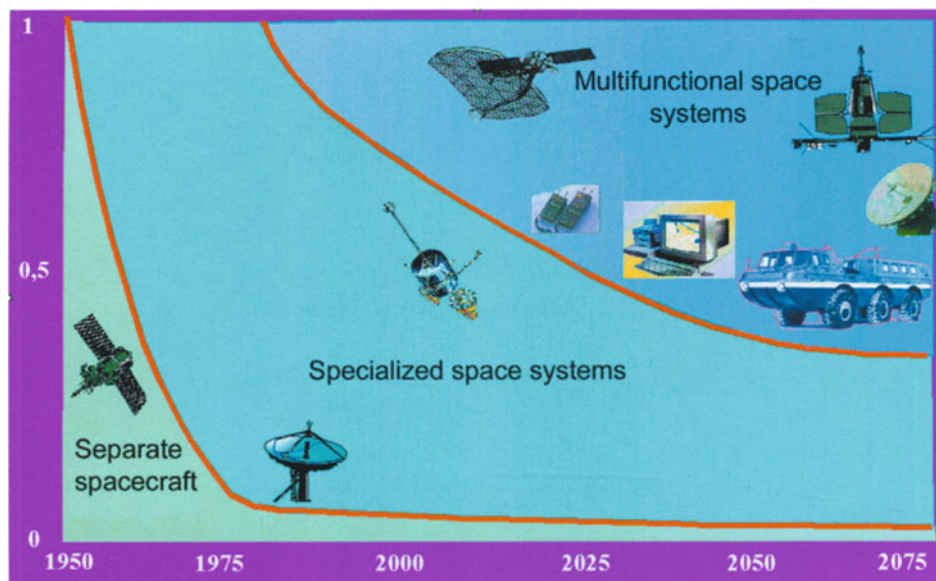 1
Multifunctional space
systems
0,5
Specialized space systems
Separate
spacecraft
0
1950 1975 2000 2025 2050 2075